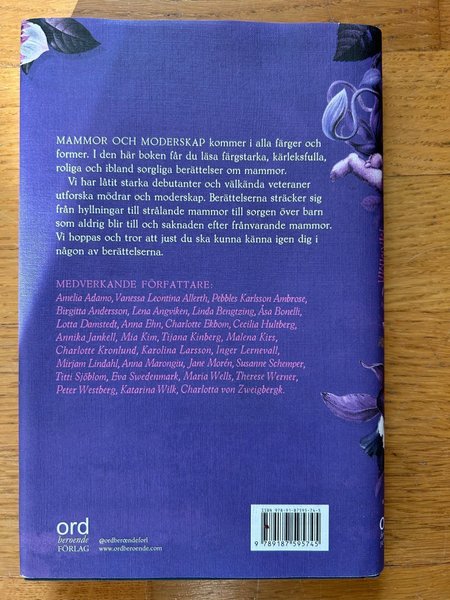 MAMMOR OCH MODERSKAP kommer i alla färger och
former. I den här boken får du läsa färgstarka, kärleksfulla,
roliga och ibland sorgliga berättelser om mammor.
Vi har låtit starka debutanter och välkända veteraner
utforska mödrar och moderskap. Berättelserna sträcker sig
från hyllningar till strålande mammor till sorgen över barn
som aldrig blir till och saknaden efter frånvarande mammor.
Vi hoppas och tror att just du ska kunna känna igen dig i
någon av berättelserna.
MEDVERKANDE FÖRFATTARE:
Amelia Adamo, Vanessa Leontina Allerth, Pebbles Karlsson Ambrose,
Birgitta Andersson, Lena Angviken, Linda Bengtzing, Åsa Bonelli,
Lotta Damstedt, Anna Ehn, Charlotte Ekbom, Cecilia Hultberg,
Annika Jankell, Mia Kim, Tijana Kinberg, Malena Kirs,
Charlotte Kronlund, Karolina Larsson, Inger Lernevall,
Mirjam Lindahl, Anna Marongiu, Jane Morén, Susanne Schemper,
Titti Sjöblom, Eva Swedenmark, Maria Wells, Therese Werner,
Peter Westberg, Katarina Wilk, Charlotta von Zweigbergk.
ISBN 978-91-87595-74-5
9 789187 595745
ord
beroende
FÖRLAG
@ordberoendeforl
www.ordberoende.com